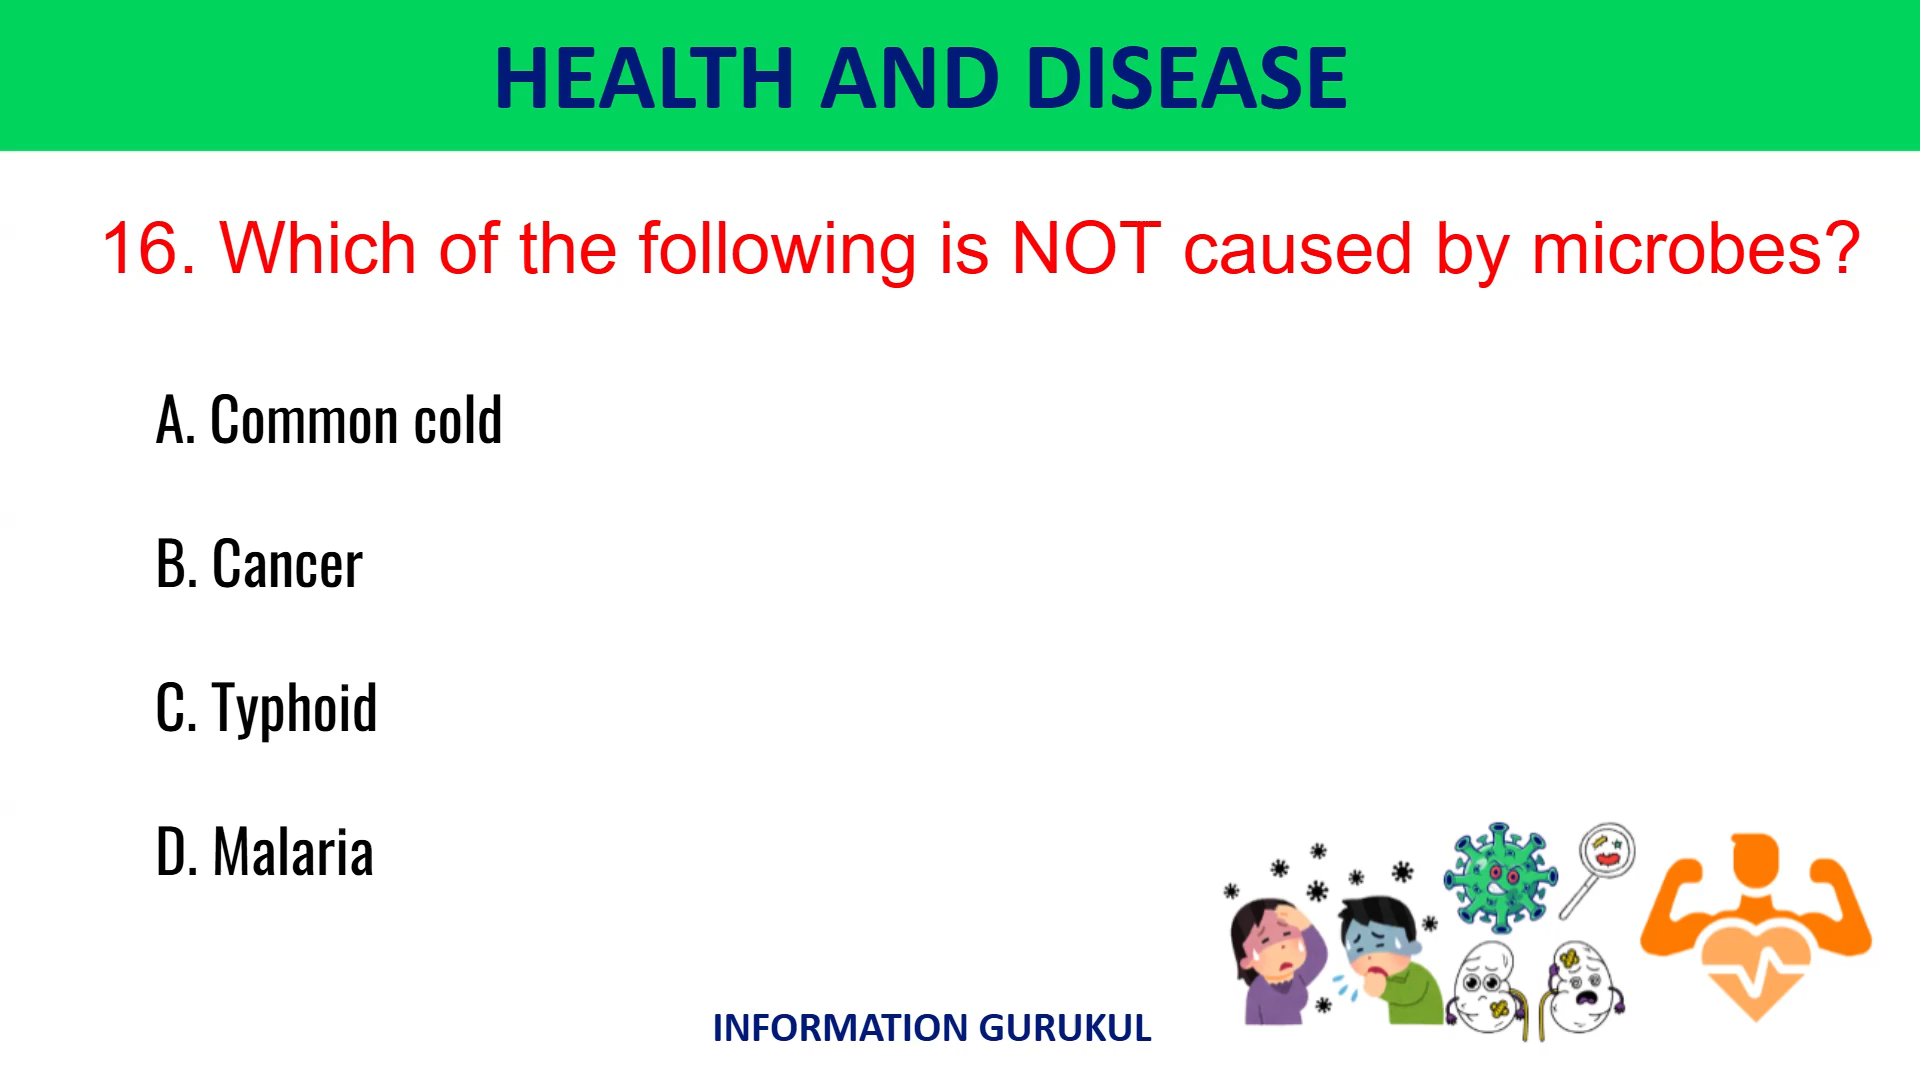 HEALTH AND DISEASE
16. Which of the following is NOT caused by microbes?
A. Common cold
B. Cancer
C. Typhoid
D. Malaria
INFORMATION GURUKUL